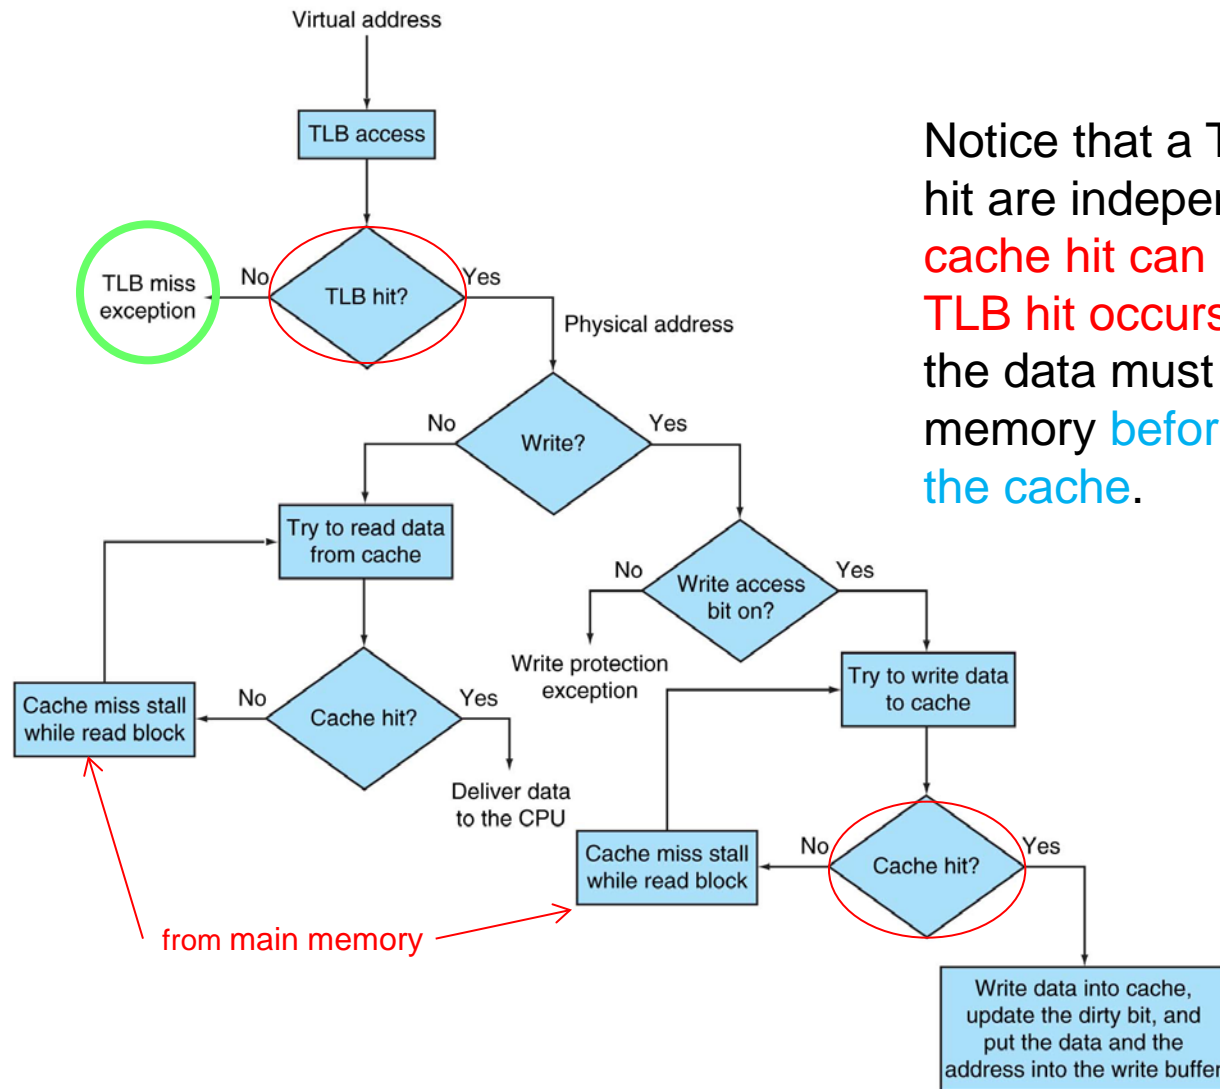 Virtual address
TLB access
TLB miss
exception
No
TLB hit?
Yes
Physical address
No
Write?
Yes
Try to read data
from cache
No
Write access
bit on?
Yes
Write protection
exception
Try to write data
to cache
Cache miss stall
while read block
No
Cache hit?
Yes
Deliver data
to the CPU
Cache miss stall
while read block
No
Cache hit?
Yes
from main memory
Write data into cache,
update the dirty bit, and
put the data and the
address into the write buffer
Notice that a
hit are
cache hit can
TLB hit
the data must
memory
the cache.